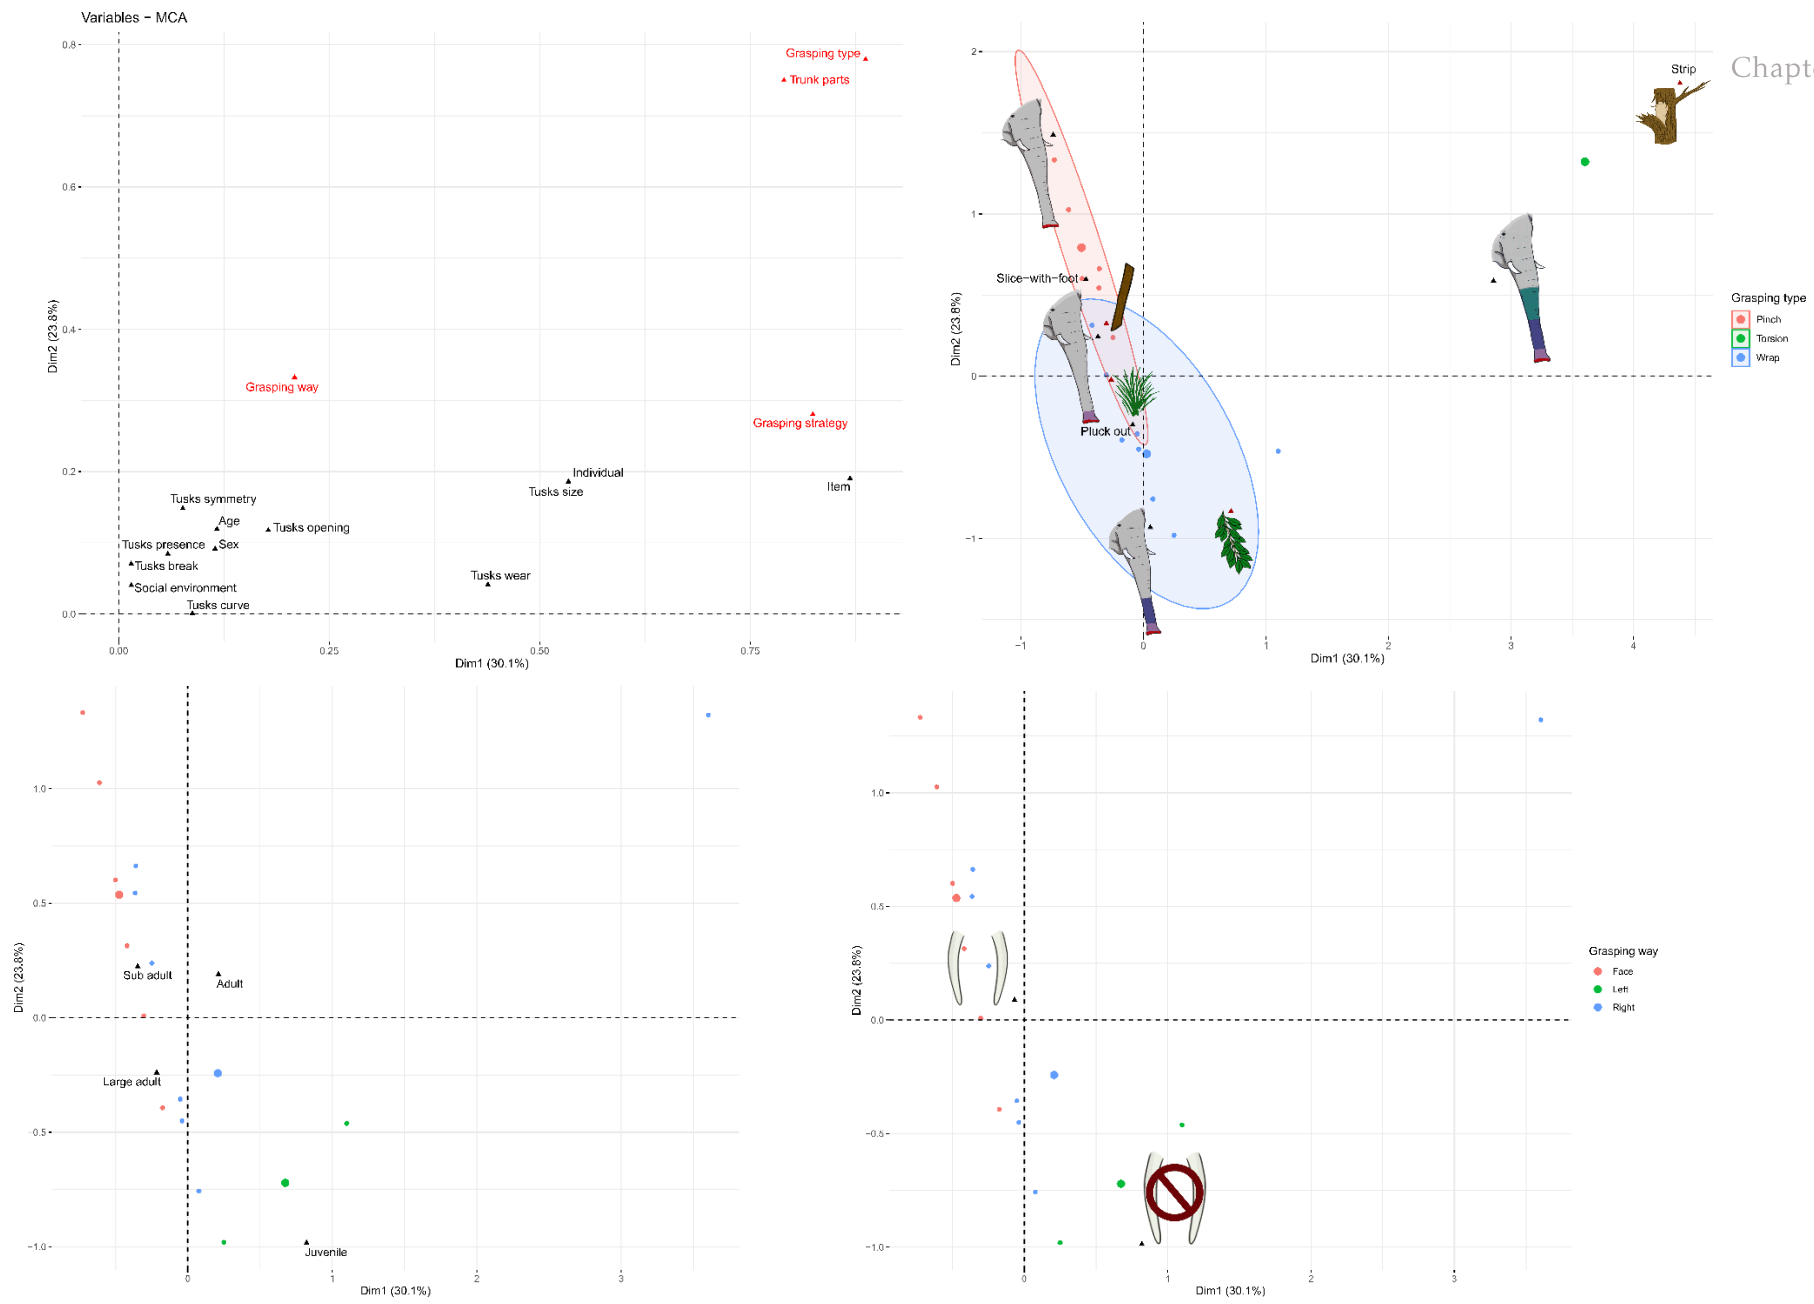 Variables − MCA
0.8
Grasping type
Trunk parts
0.6
Dim2 (23.8%)
0.4
Grasping way
Grasping strategy
0.2
Individual
Tusks size
Item
Tusks symmetry
Age
Tusks opening
Tusks presence
Sex
Tusks break
Tusks wear
Social environment
Tusks curve
0.0
0.00
0.25
0.50
0.75
Dim1 (30.1%)
Chapt
2
Strip
1
Slice−with−foot
Dim2 (23.8%)
0
Pluck out
−1
−1
0
1
2
3
4
Dim1 (30.1%)
Grasping type
Pinch
Torsion
Wrap
1.0
0.5
Dim2 (23.8%)
Sub adult
Adult
0.0
Large adult
−0.5
−1.0
Juvenile
0
1
2
3
Dim1 (30.1%)
1.0
0.5
Dim2 (23.8%)
0.0
−0.5
−1.0
0
1
2
3
Dim1 (30.1%)
Grasping way
Face
Left
Right